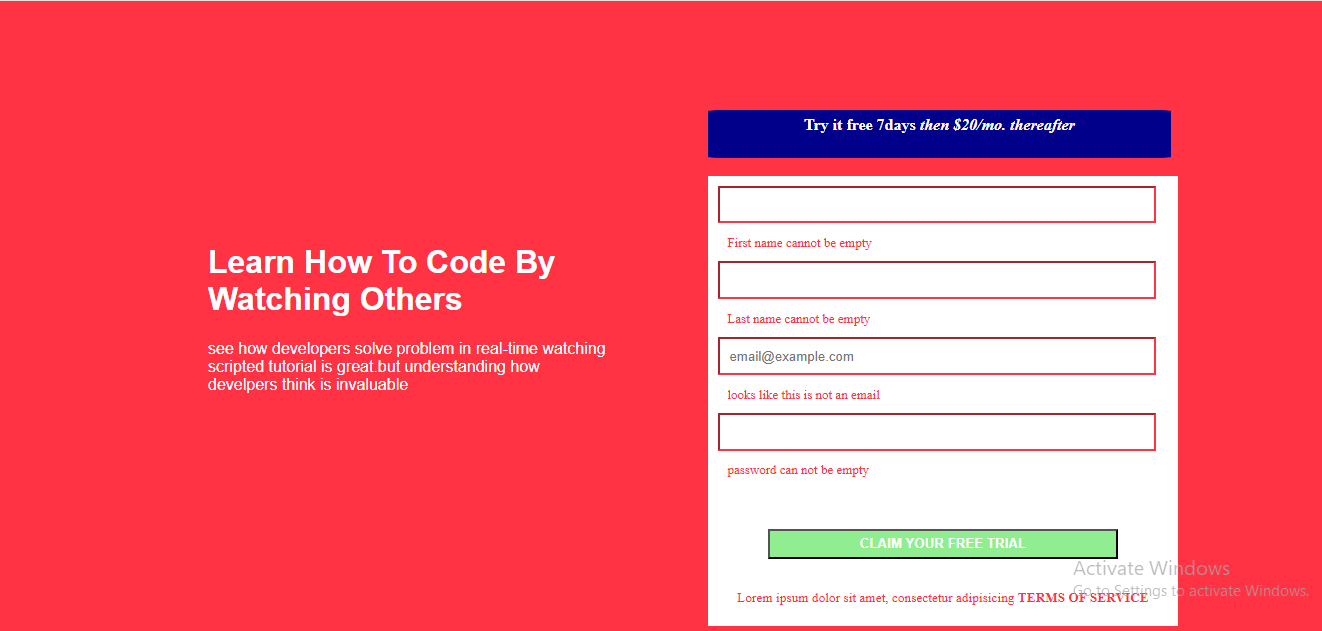 Try it free 7days then $20/mo. thereafter
First name cannot be empty
Learn How To Code By
Watching Others
Last name cannot be empty
see how developers solve problem in real-time watching
scripted tutorial is great.but understanding how
develpers think is invaluable
email@example.com
looks like this is not an email
password can not be empty
CLAIM YOUR FREE TRIAL
Activate Windows
Go to Settings to activate Windows.
Lorem ipsum dolor sit amet, consectetur adipisicing TERMS OF SERVICE